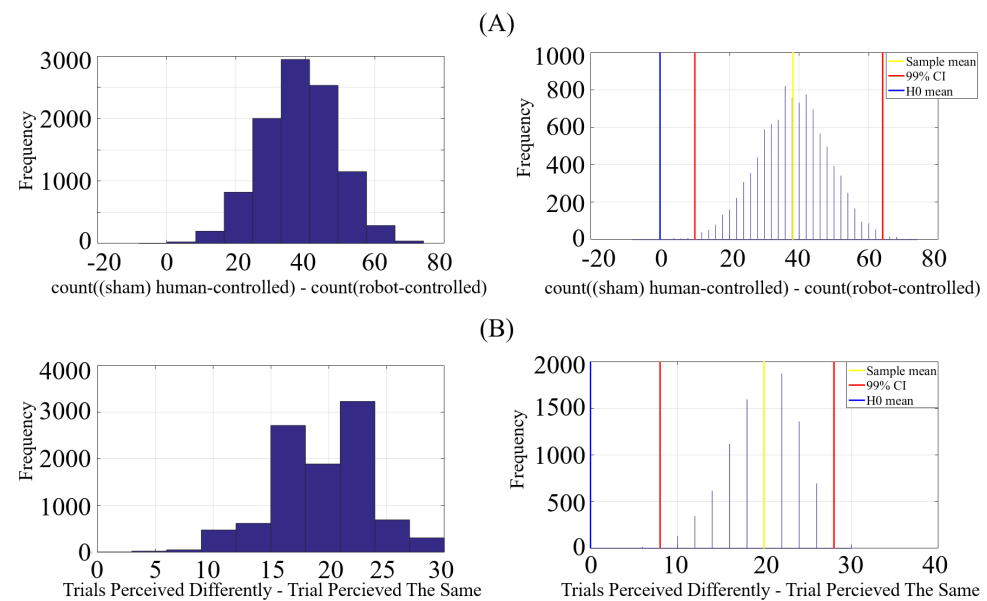 (A)
3000
2000
1000
0
Frequency
-20
0
20
40
60
80
count((sham) human-controlled) - count(robot-controlled)
1000
800
600
400
200
0
Frequency
Sample mean
99% CI
H0 mean
-20
0
20
40
60
80
count((sham) human-controlled) - count(robot-controlled)
(B)
4000
3000
2000
1000
0
Frequency
0
5
10
15
20
25
30
Trials Perceived Differently - Trial Percieved The Same
2000
1500
1000
500
0
Frequency
Sample mean
99% CI
H0 mean
0
10
20
30
40
Trials Perceived Differently - Trial Percieved The Same